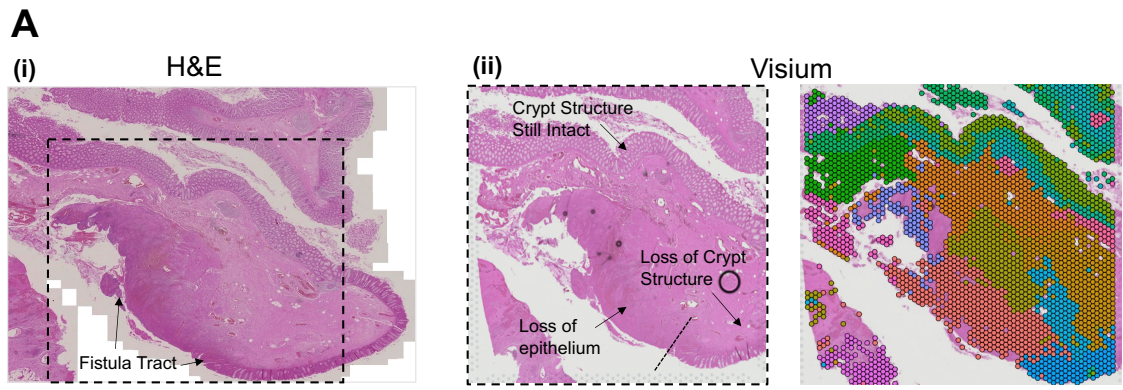 A
(i)
H&E
(ii)
Visium
Crypt Structure
Still Intact
Loss of Crypt
Structure
Loss of
epithelium
Fistula Tract